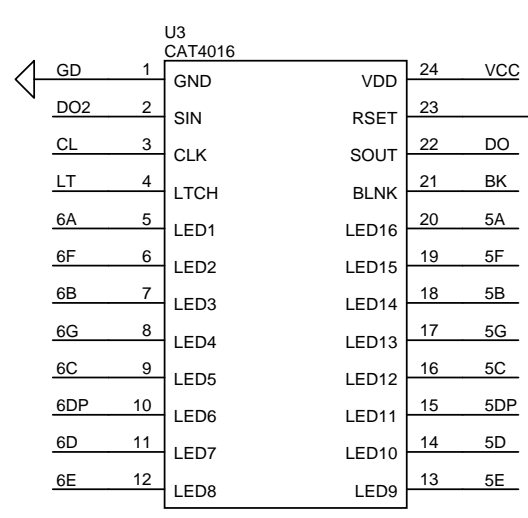 U3
CAT4016
GD 1 GND VDD 24 VCC
DO2 2 SIN RSET 23
CL 3 CLK SOUT 22 DO
LT 4 LTCH BLNK 21 BK
6A 5 LED1 LED16 20 5A
6F 6 LED2 LED15 19 5F
6B 7 LED3 LED14 18 5B
6G 8 LED4 LED13 17 5G
6C 9 LED5 LED12 16 5C
6DP 10 LED6 LED11 15 5DP
6D 11 LED7 LED10 14 5D
6E 12 LED8 LED9 13 5E